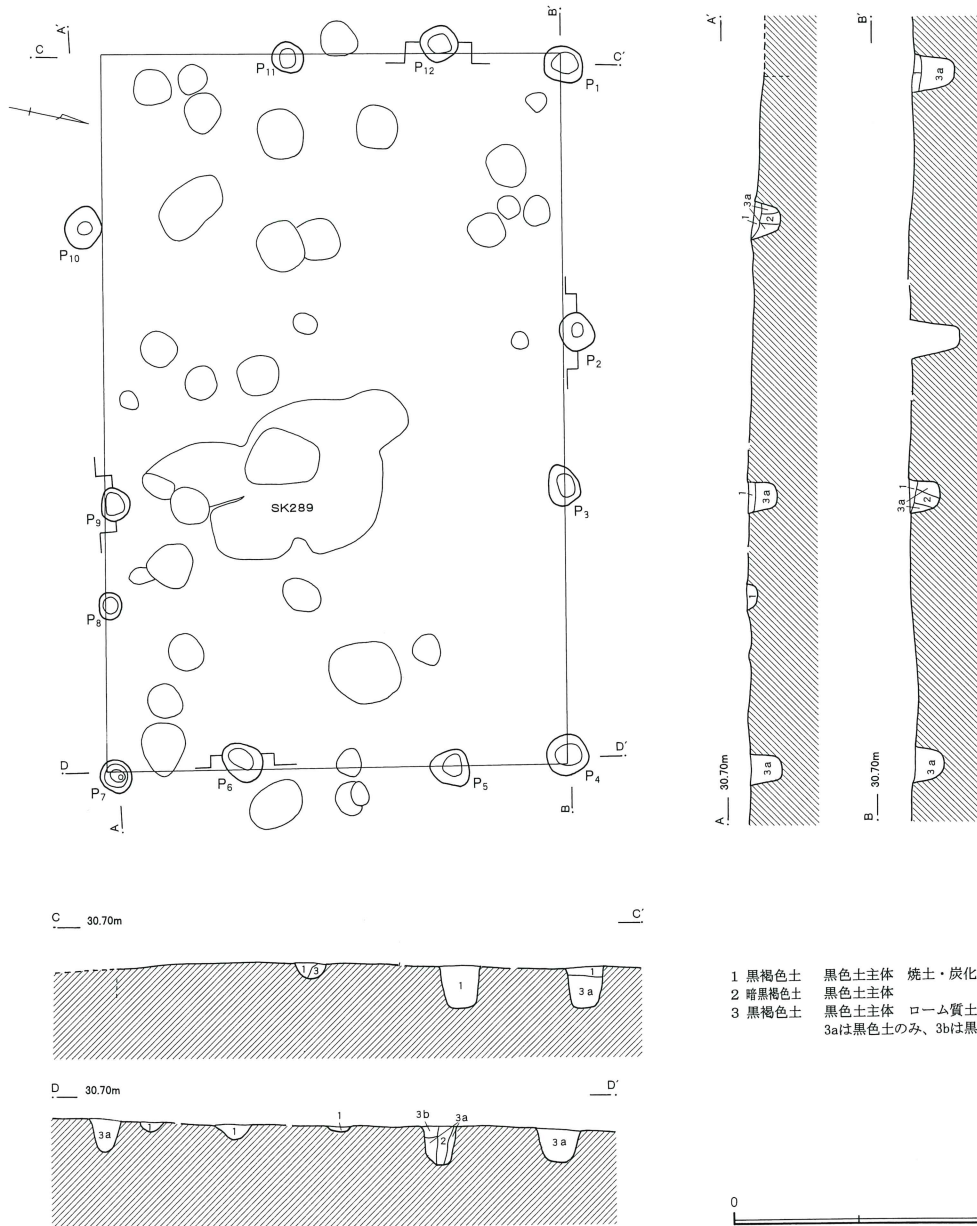 A′
B′
C
C′
P11
P12
P1
P10
P2
P9
SK289
P3
P8
D
D′
P7
P6
P5
P4
A
B
A′
B′
3a
3a
1
2
1
3a
1
3a
2
1
3a
3a
A 30.70m
B 30.70m
C 30.70m
C′
1
3
1
1
3a
D 30.70m
D′
3a
1
1
1
3b
3a
2
3a
1 黒褐色土 黒色土主体 焼土・炭化
2 暗黒褐色土 黒色土主体
3 黒褐色土 黒色土主体 ローム質土
3aは黒色土のみ、3bは黒
0